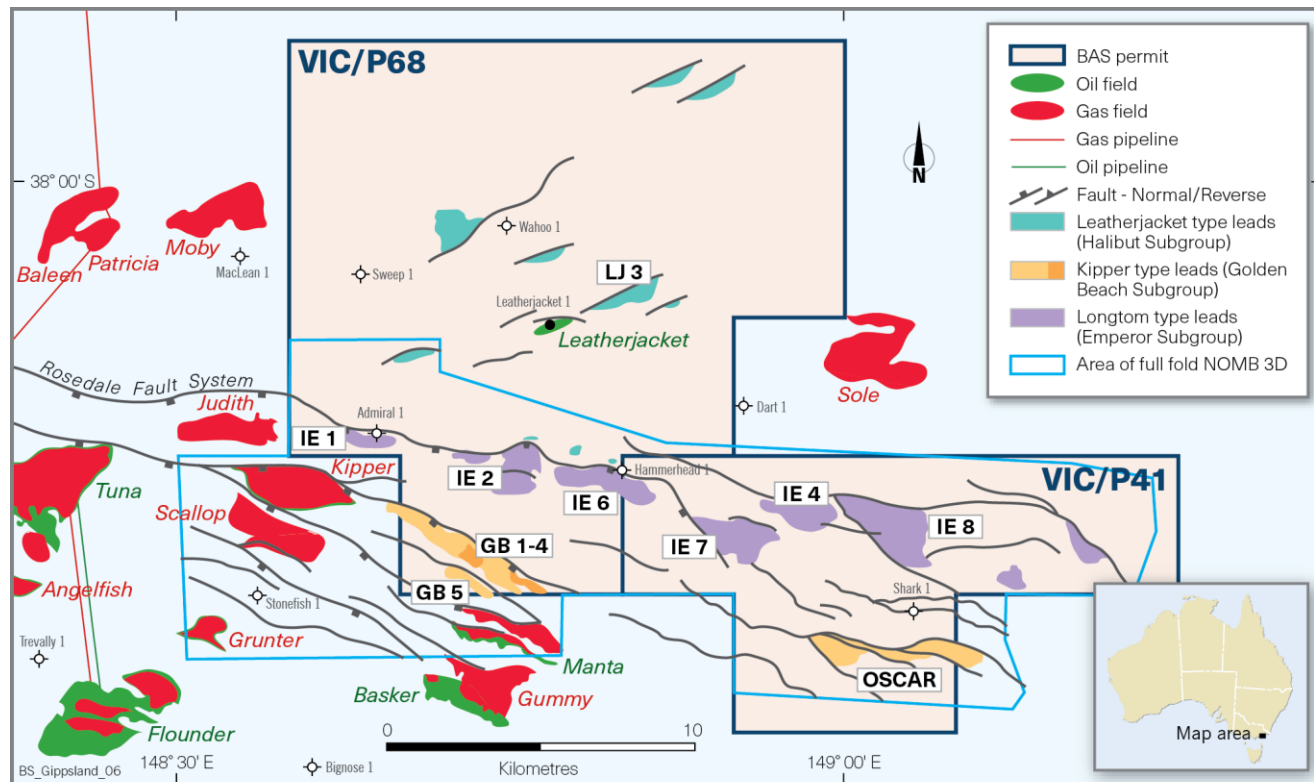 VIC/P68
38° 00' S
Wahoo 1
Moby
Patricia
Baleen
MacLean 1
Sweep 1
LJ 3
Leatherjacket 1
Leatherjacket
Rosedale Fault System
Judith
Sole
Dart 1
Admiral 1
IE 1
Kipper
IE 2
Hammerhead 1
VIC/P41
Tuna
IE 6
IE 4
Scallop
IE 8
GB 1-4
IE 7
Angelfish
GB 5
Stonefish 1
Shark 1
Grunter
Trevally 1
Manta
OSCAR
Basker
Gummy
Flounder
0
10
Kilometres
148° 30' E
149° 00' E
BS_Gippsland_06
Bignose 1
N
BAS permit
Oil field
Gas field
Gas pipeline
Oil pipeline
Fault - Normal/Reverse
Leatherjacket type leads
(Halibut Subgroup)
Kipper type leads (Golden
Beach Subgroup)
Longtom type leads
(Emperor Subgroup)
Area of full fold NOMB 3D
Map area